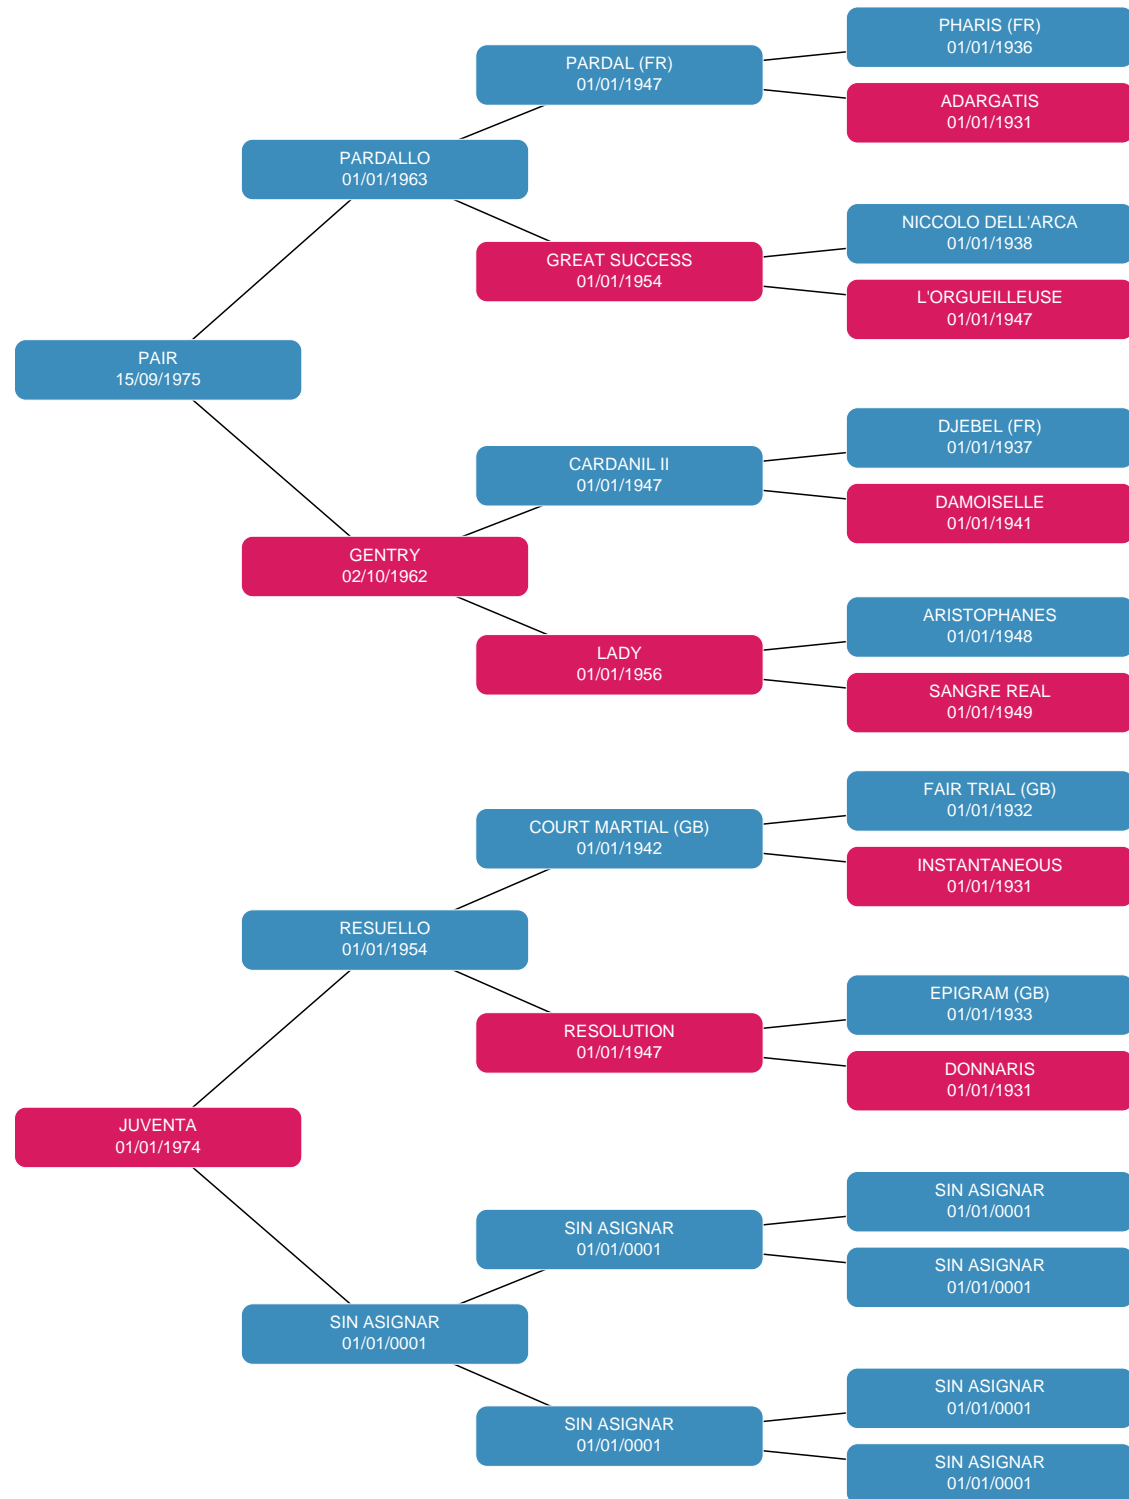 PHARIS (FR)
01/01/1936
PARDAL (FR)
01/01/1947
ADARGATIS
01/01/1931
PARDALLO
01/01/1963
NICCOLO DELL'ARCA
01/01/1938
GREAT SUCCESS
01/01/1954
L'ORGUEILLEUSE
01/01/1947
PAIR
15/09/1975
DJEBEL (FR)
01/01/1937
CARDANIL II
01/01/1947
DAMOISELLE
01/01/1941
GENTRY
02/10/1962
ARISTOPHANES
01/01/1948
LADY
01/01/1956
SANGRE REAL
01/01/1949
FAIR TRIAL (GB)
01/01/1932
COURT MARTIAL (GB)
01/01/1942
INSTANTANEOUS
01/01/1931
RESUELLO
01/01/1954
EPIGRAM (GB)
01/01/1933
RESOLUTION
01/01/1947
DONNARIS
01/01/1931
JUVENTA
01/01/1974
SIN ASIGNAR
01/01/0001
SIN ASIGNAR
01/01/0001
SIN ASIGNAR
01/01/0001
SIN ASIGNAR
01/01/0001
SIN ASIGNAR
01/01/0001
SIN ASIGNAR
01/01/0001
SIN ASIGNAR
01/01/0001